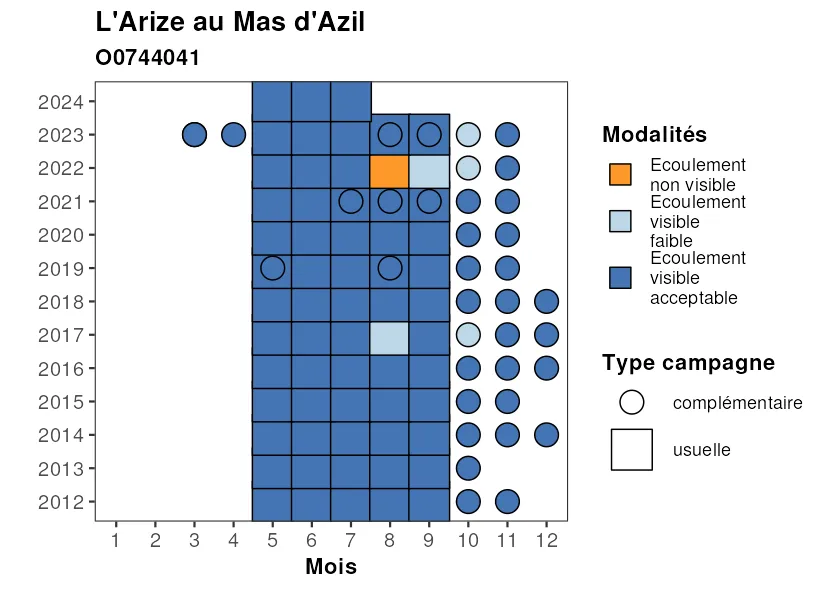 L'Arize au Mas d'Azil
O0744041
2024
2023
2022
2021
2020
2019
2018
2017
2016
2015
2014
2013
2012
1 2 3 4 5 6 7 8 9 10 11 12
Mois
Modalités
Ecoulement
non visible
Ecoulement
visible
faible
Ecoulement
visible
acceptable
Type campagne
complémentaire
usuelle